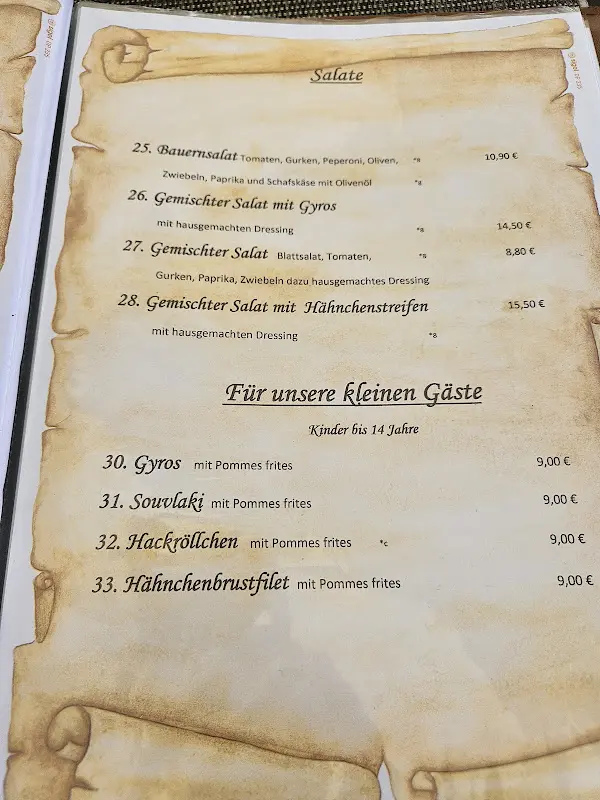 Salate
25. Bauernsalat Tomaten, Gurken, Peperoni, Oliven, *g 10,90 €
Zwiebeln, Paprika und Schafskäse mit Olivenöl *g
26. Gemischter Salat mit Gyros
mit hausgemachten Dressing *g 14,50 €
27. Gemischter Salat Blattsalat, Tomaten, *g 8,80 €
Gurken, Paprika, Zwiebeln dazu hausgemachtes Dressing
28. Gemischter Salat mit Hähnchenstreifen 15,50 €
mit hausgemachten Dressing
Für unsere kleinen Gäste
Kinder bis 14 Jahre
30. Gyros mit Pommes frites 9,00 €
31. Souvlaki mit Pommes frites 9,00 €
32. Hackröllchen mit Pommes frites *c 9,00 €
33. Hähnchenbrustfilet mit Pommes frites 9,00 €